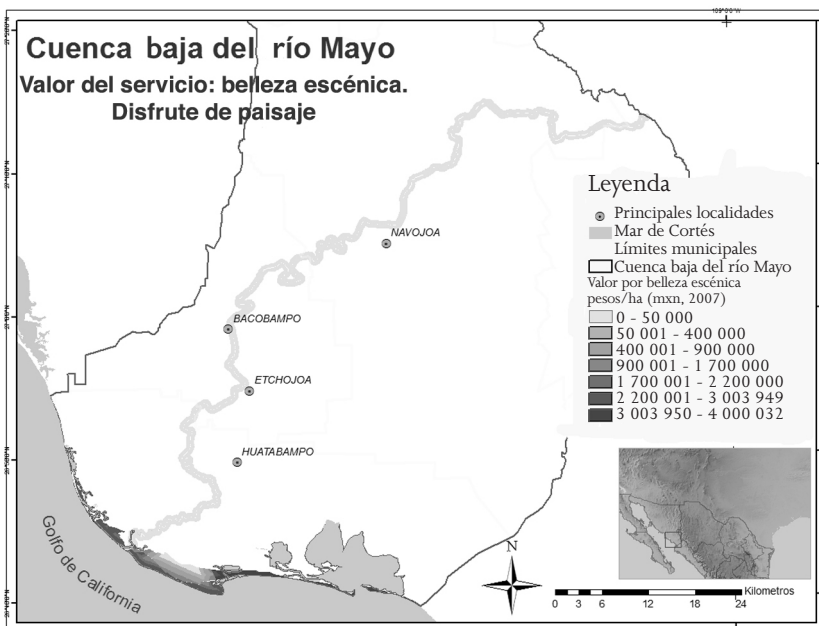 Cuenca baja del río Mayo
Valor del servicio: belleza escénica.
Disfrute de paisaje
NAVOJOA
BACOBAMPO
ETCHOJOA
HUATABAMPO
Golfo de California
Leyenda
Principales localidades
Mar de Cortés
Límites municipales
Cuenca baja del río Mayo
Valor por belleza escénica
pesos/ha (mxn, 2007)
0 - 50 000
50 001 - 400 000
400 001 - 900 000
900 001 - 1 700 000
1 700 001 - 2 200 000
2 200 001 - 3 003 949
3 003 950 - 4 000 032
N
0 3 6 12 18 24 Kilometros